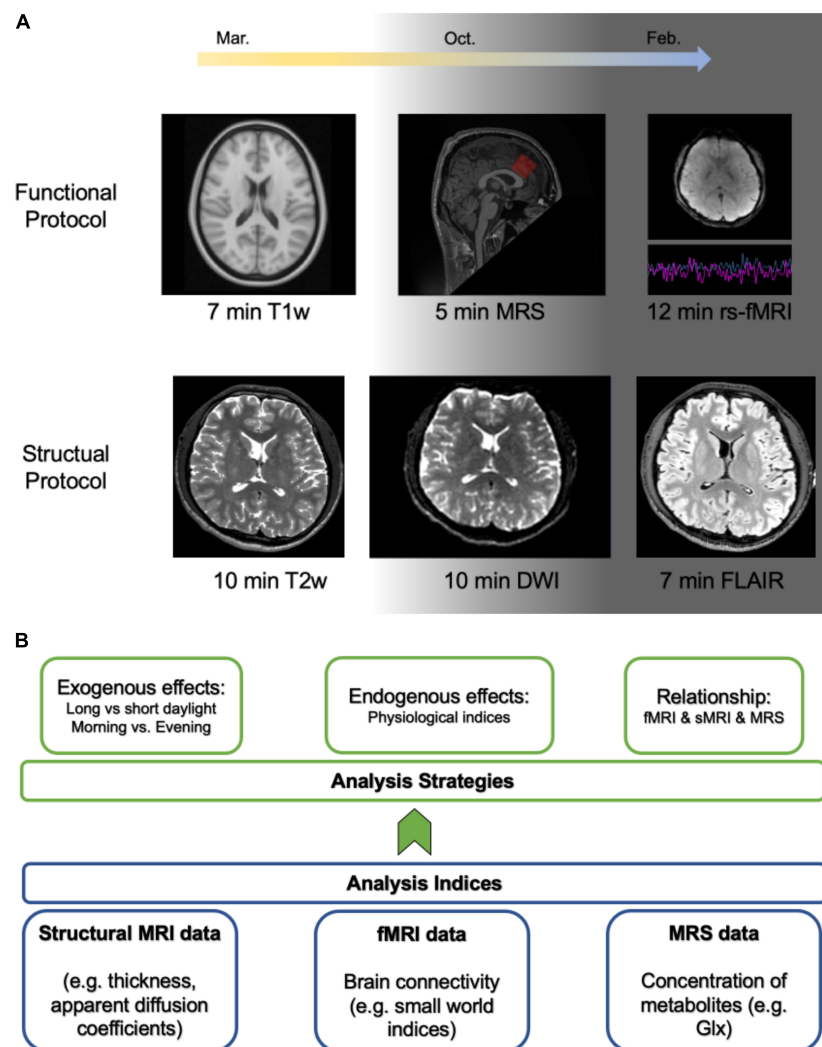 A
Mar.
Oct.
Feb.
Functional
Protocol
7 min T1w
5 min MRS
12 min rs-fMRI
Structual
Protocol
10 min T2w
10 min DWI
7 min FLAIR
B
Exogenous effects:
Long vs short daylight
Morning vs. Evening
Endogenous effects:
Physiological indices
Relationship:
fMRI & sMRI & MRS
Analysis Strategies
Analysis Indices
Structural MRI data
(e.g. thickness,
apparent diffusion
coefficients)
fMRI data
Brain connectivity
(e.g. small world
indices)
MRS data
Concentration of
metabolites (e.g.
Glx)